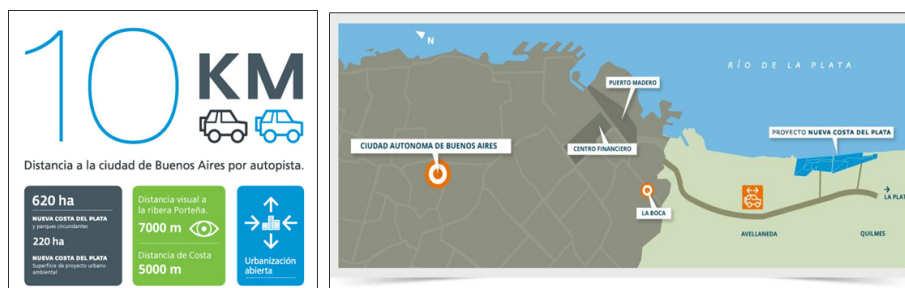 10
KM
Distancia a la ciudad de Buenos Aires por autopista.
620 ha
NUEVA COSTA DEL PLATA
y parques circundantes
220 ha
NUEVA COSTA DEL PLATA
Superficie de proyecto urbano
ambiental
Distancia visual a
la ribera Porteña.
7000 m
Distancia de Costa
5000 m
Urbanización
abierta
N
RÍO DE LA PLATA
PUERTO MADERO
PROYECTO NUEVA COSTA DEL PLATA
CIUDAD AUTONOMA DE BUENOS AIRES
CENTRO FINANCIERO
LA PLAT
LA BOCA
AVELLANEDA
QUILMES